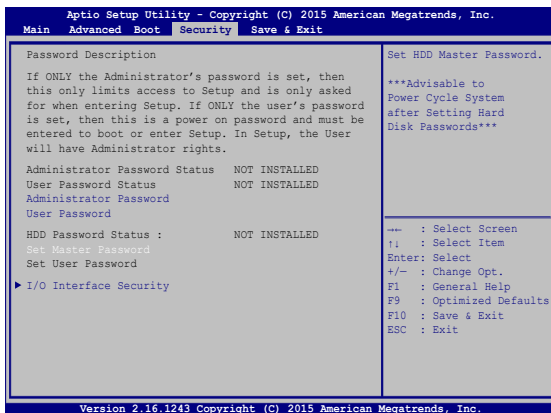 Aptio Setup Utility - Copyright (C) 2015 American Megatrends, Inc.
Main Advanced Boot Security Save & Exit
Password Description
If ONLY the Administrator's password is set, then
this only limits access to Setup and is only asked
for when entering Setup. If ONLY the user's password
is set, then this is a power on password and must be
entered to boot or enter Setup. In Setup, the User
will have Administrator rights.
Administrator Password Status NOT INSTALLED
User Password Status NOT INSTALLED
Administrator Password
User Password
HDD Password Status : NOT INSTALLED
Set Master Password
Set User Password
▶ I/O Interface Security
Set HDD Master Password.
***Advisable to
Power Cycle System
after Setting Hard
Disk Passwords***
→← : Select Screen
↑↓ : Select Item
Enter: Select
+/— : Change Opt.
F1 : General Help
F9 : Optimized Defaults
F10 : Save & Exit
ESC : Exit
Version 2.16.1243 Copyright (C) 2015 American Megatrends, Inc.